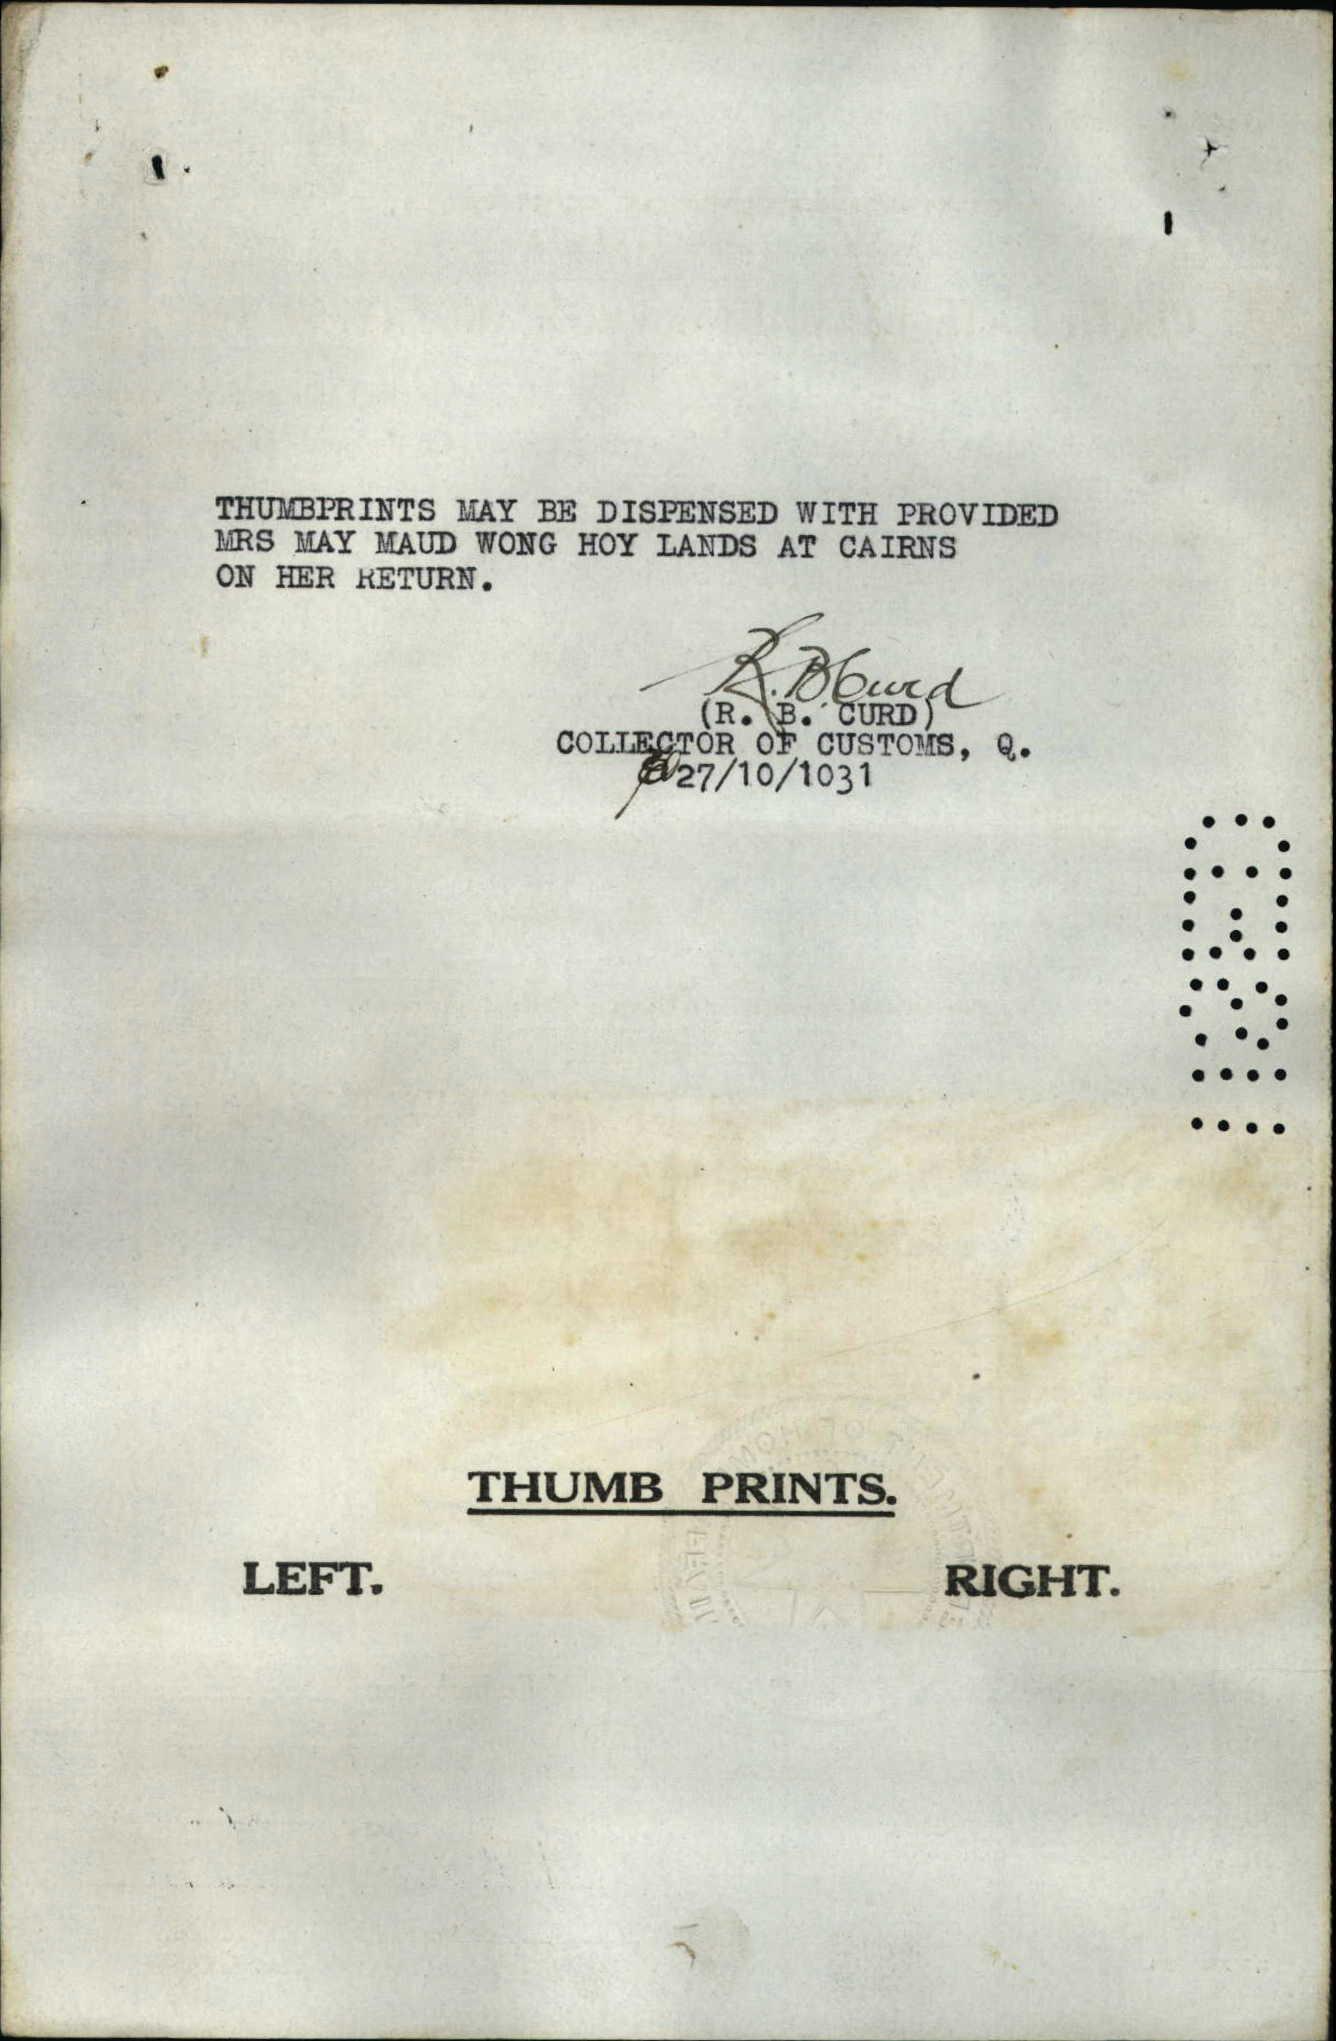 THUMBPRINTS MAY BE DISPENSED WITH PROVIDED
MRS MAY MAUD WONG HOY LANDS AT CAIRNS
ON HER RETURN.
R. B Curd
(R. B. CURD)
COLLECTOR OF CUSTOMS, Q.
27/10/1031
THUMB PRINTS.
LEFT.
RIGHT.